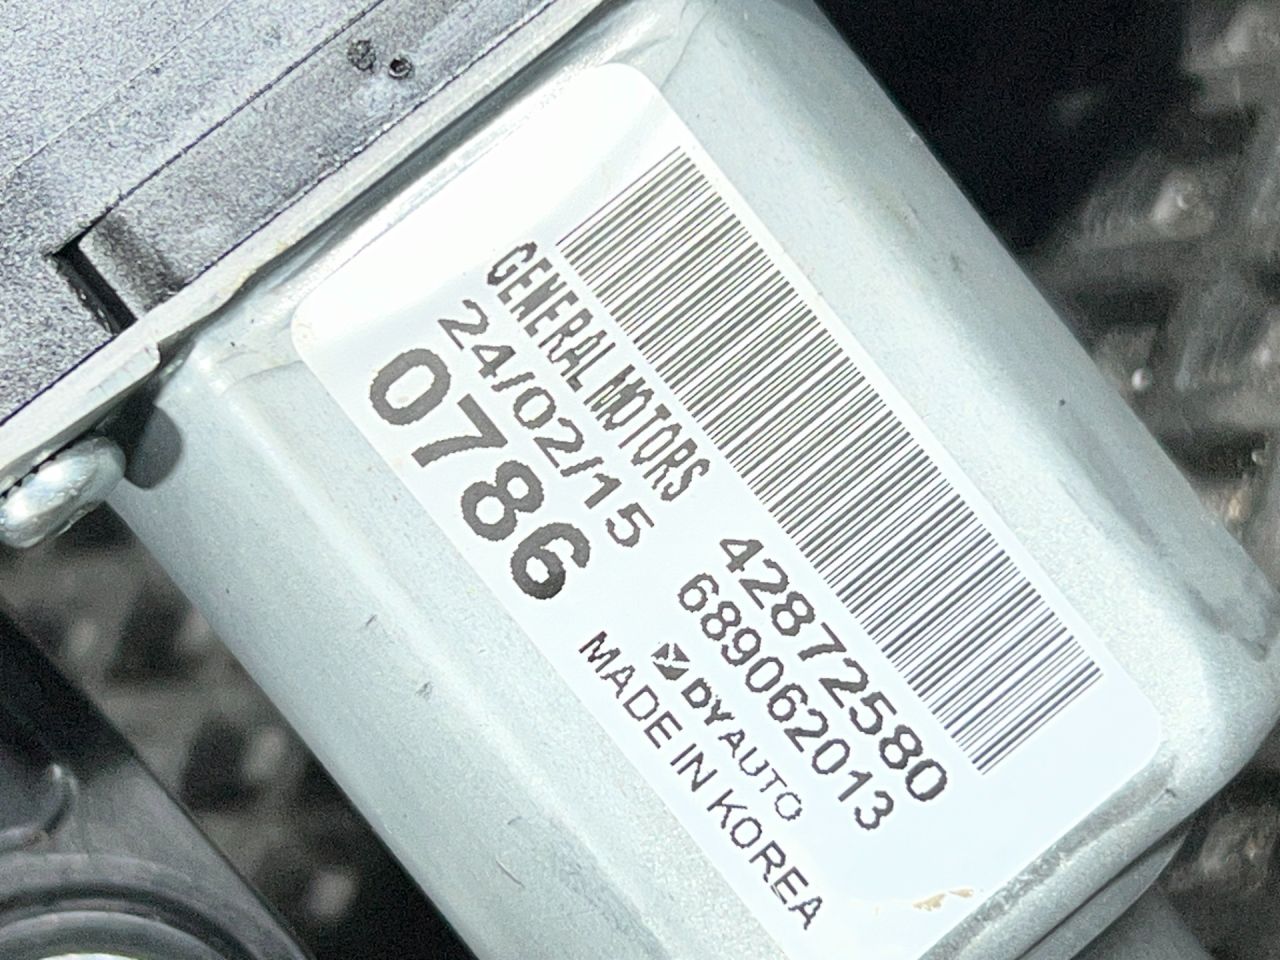 GENERAL MOTORS
24/02/15
0786
42872580
689062013
DY AUTO
MADE IN KOREA